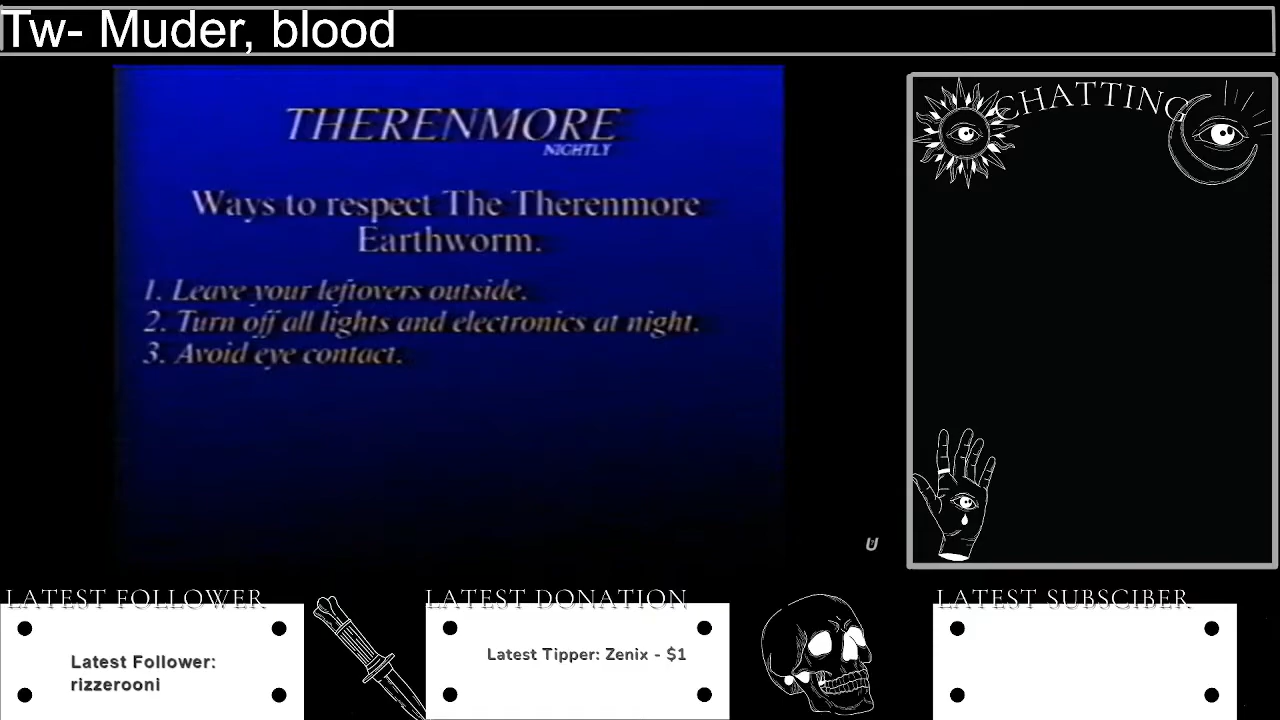 Tw- Muder, blood
THERENMORE
NIGHTLY
Ways to respect The Therenmore
Earthworm.
1. Leave your leftovers outside.
2. Turn off all lights and electronics at night.
3. Avoid eye contact.
CHATTING
U
LATEST FOLLOWER
Latest Follower:
rizzerooni
LATEST DONATION
Latest Tipper: Zenix - $1
LATEST SUBSCIBER